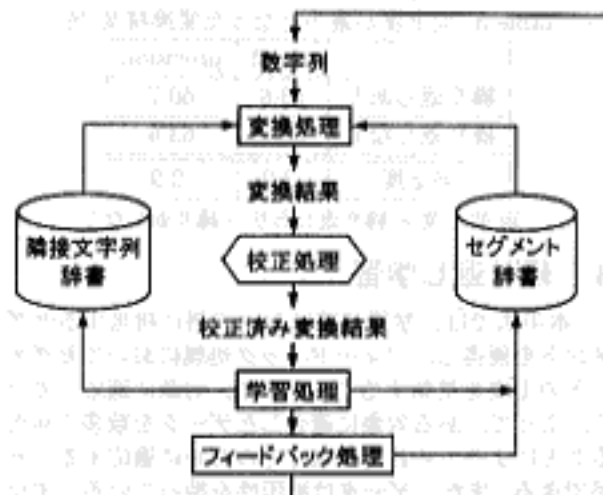 数字列
変換処理
変換結果
隣接文字列
辞書
校正処理
セグメント
辞書
校正済み変換結果
学習処理
フィードバック処理